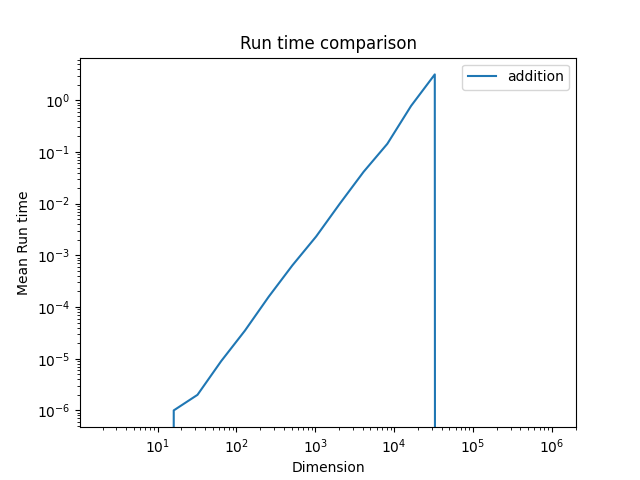 Run time comparison
addition
10⁰
10⁻¹
10⁻²
10⁻³
10⁻⁴
10⁻⁵
10⁻⁶
Mean Run time
10¹ 10² 10³ 10⁴ 10⁵ 10⁶
Dimension